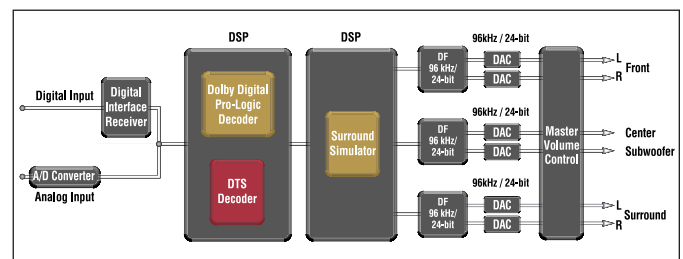 DSP
DSP
96kHz / 24-bit
Digital Input
Digital
Interface
Receiver
A/D Converter
Analog Input
Dolby Digital
Pro-Logic
Decoder
DTS
Decoder
Surround
Simulator
DF
96 kHz/
24-bit
DAC
DAC
96kHz / 24-bit
DF
96 kHz/
24-bit
DAC
DAC
96kHz / 24-bit
DF
96 kHz/
24-bit
DAC
DAC
Master
Volume
Control
L
Front
R
Center
Subwoofer
L
Surround
R